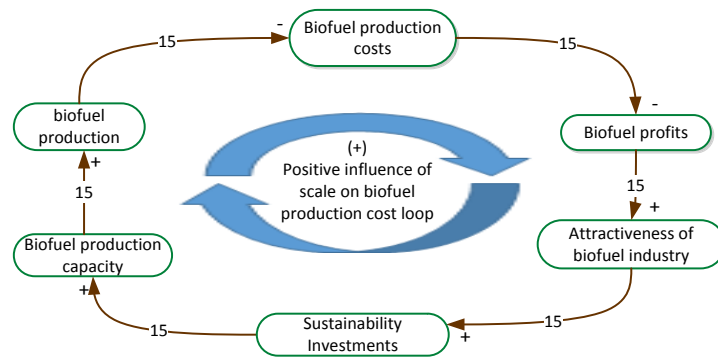 Biofuel production
costs
-
15
15
-
biofuel
production
+
Biofuel profits
(+)
Positive influence of
scale on biofuel
production cost loop
15
15
+
Attractiveness of
biofuel industry
Biofuel production
capacity
+
15
15
+
Sustainability
Investments